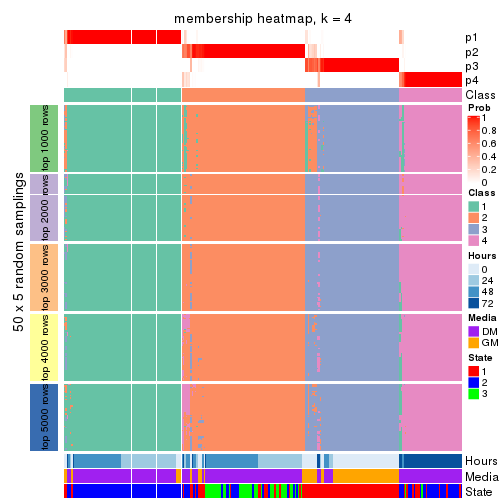 membership heatmap, k = 4
p1
p2
p3
p4
Class
50 x 5 random samplings
top 1000 rows
top 2000 rows
top 3000 rows
top 4000 rows
top 5000 rows
Prob
1
0.8
0.6
0.4
0.2
0
Class
1
2
3
4
Hours
0
24
48
72
Media
DM
GM
State
1
2
3
Hours
Media
State